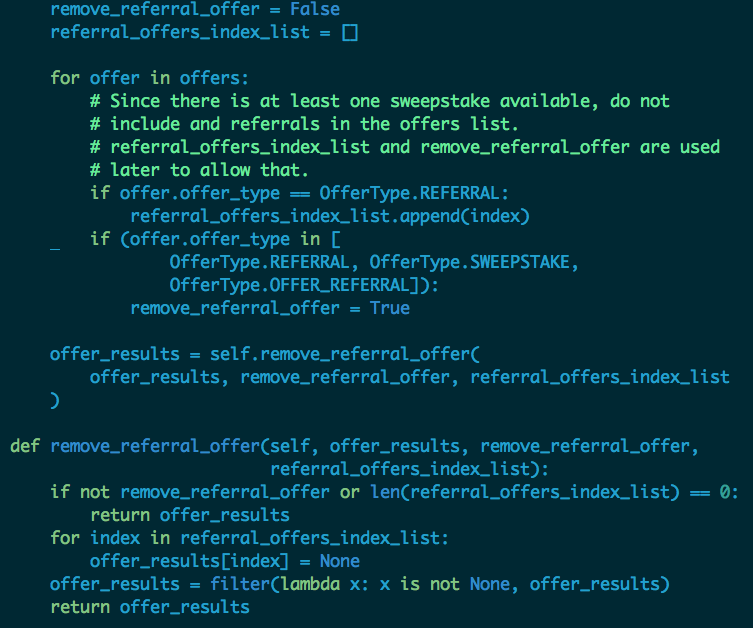 remove_referral_offer = False
    referral_offers_index_list = []

    for offer in offers:
        # Since there is at least one sweepstake available, do not
        # include and referrals in the offers list.
        # referral_offers_index_list and remove_referral_offer are used
        # later to allow that.
        if offer.offer_type == OfferType.REFERRAL:
            referral_offers_index_list.append(index)
    _   if (offer.offer_type in [
                OfferType.REFERRAL, OfferType.SWEEPSTAKE,
                OfferType.OFFER_REFERRAL]):
            remove_referral_offer = True

    offer_results = self.remove_referral_offer(
        offer_results, remove_referral_offer, referral_offers_index_list
    )

def remove_referral_offer(self, offer_results, remove_referral_offer,
                          referral_offers_index_list):
    if not remove_referral_offer or len(referral_offers_index_list) == 0:
        return offer_results
    for index in referral_offers_index_list:
        offer_results[index] = None
    offer_results = filter(lambda x: x is not None, offer_results)
    return offer_results